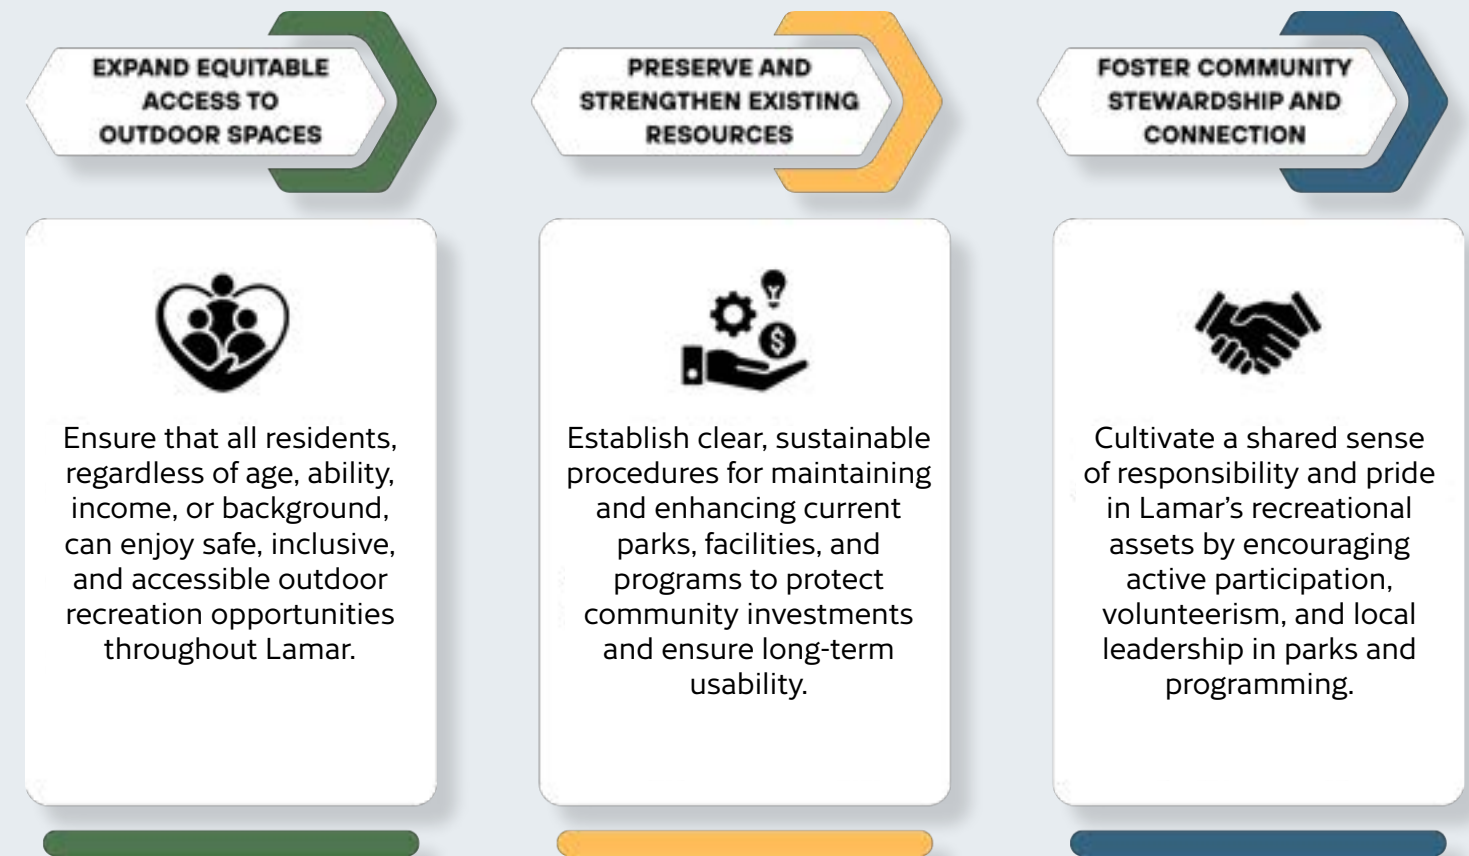 EXPAND EQUITABLE
ACCESS TO
OUTDOOR SPACES
Ensure that all residents,
regardless of age, ability,
income, or background,
can enjoy safe, inclusive,
and accessible outdoor
recreation opportunities
throughout Lamar.
PRESERVE AND
STRENGTHEN EXISTING
RESOURCES
$
Establish clear, sustainable
procedures for maintaining
and enhancing current
parks, facilities, and
programs to protect
community investments
and ensure long-term
usability.
FOSTER COMMUNITY
STEWARDSHIP AND
CONNECTION
Cultivate a shared sense
of responsibility and pride
in Lamar’s recreational
assets by encouraging
active participation,
volunteerism, and local
leadership in parks and
programming.